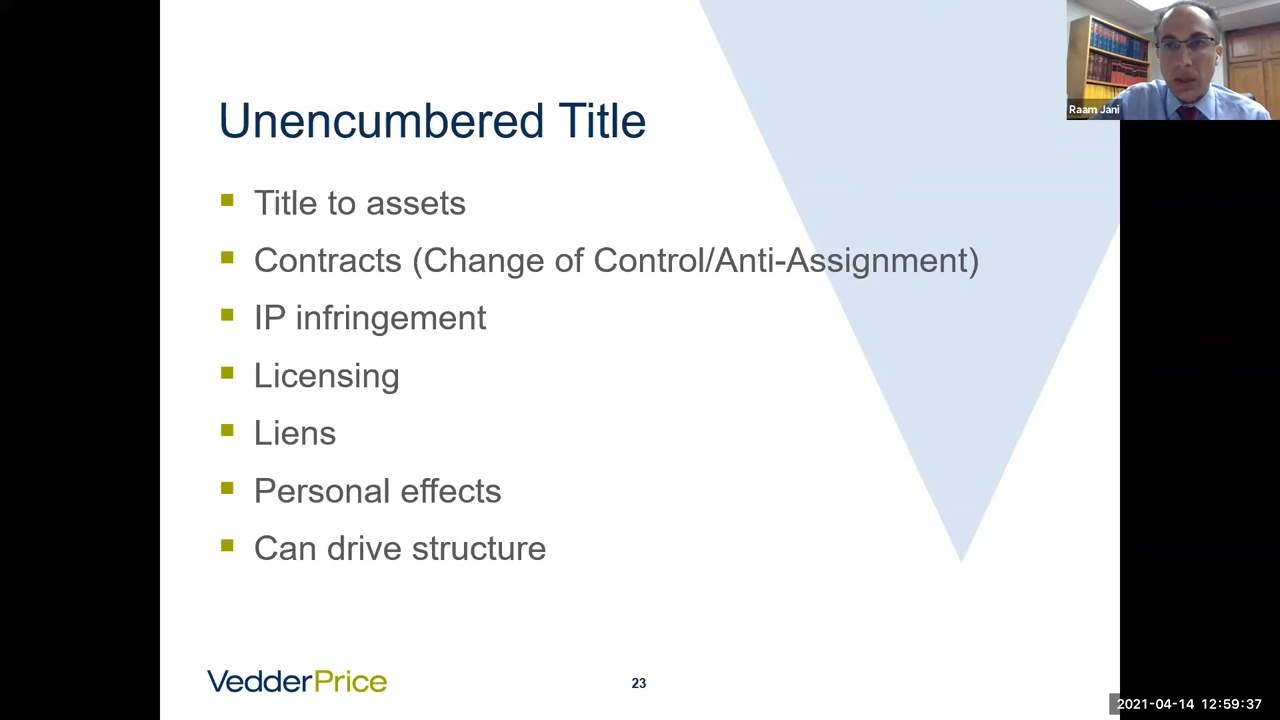 Raam Jani
Unencumbered Title
Title to assets
Contracts (Change of Control/Anti-Assignment)
IP infringement
Licensing
Liens
Personal effects
Can drive structure
VedderPrice
23
2021-04-14 12:59:37